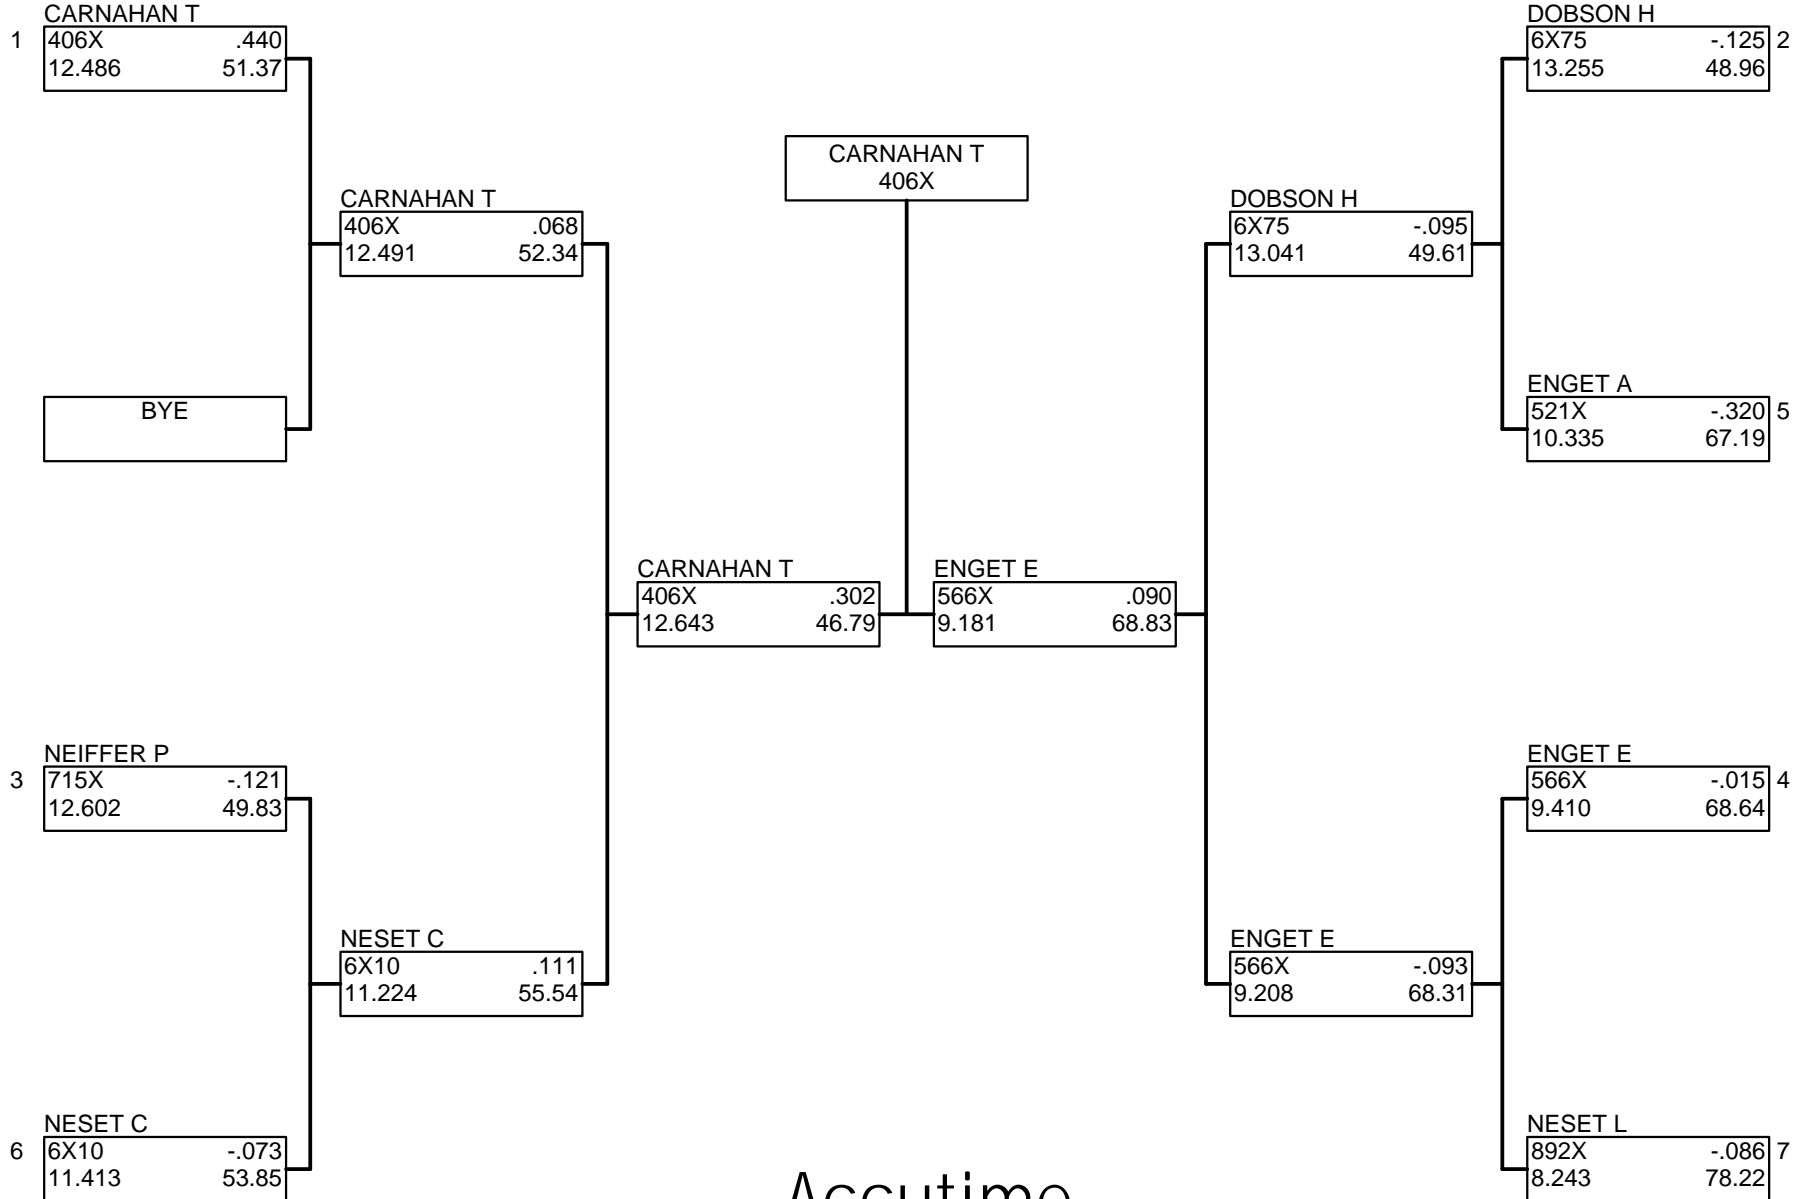 CARNAHAN T
1
406X .440
12.486 51.37
BYE
NEIFFER P
3
715X -.121
12.602 49.83
NESET C
6
6X10 -.073
11.413 53.85
CARNAHAN T
406X .068
12.491 52.34
NESET C
6X10 .111
11.224 55.54
CARNAHAN T
406X .302
12.643 46.79
CARNAHAN T
406X
ENGET E
566X .090
9.181 68.83
DOBSON H
6X75 -.095
13.041 49.61
ENGET E
566X -.093
9.208 68.31
DOBSON H
6X75 -.125 2
13.255 48.96
ENGET A
521X -.320 5
10.335 67.19
ENGET E
566X -.015 4
9.410 68.64
NESET L
892X -.086 7
8.243 78.22
Accutime